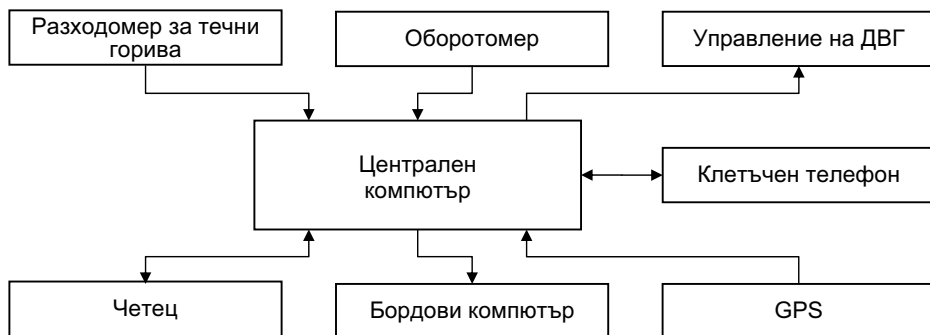 Разходомер за течни
горива
Оборотомер
Управление на ДВГ
Централен
компютър
Клетъчен телефон
Четец
Бордови компютър
GPS